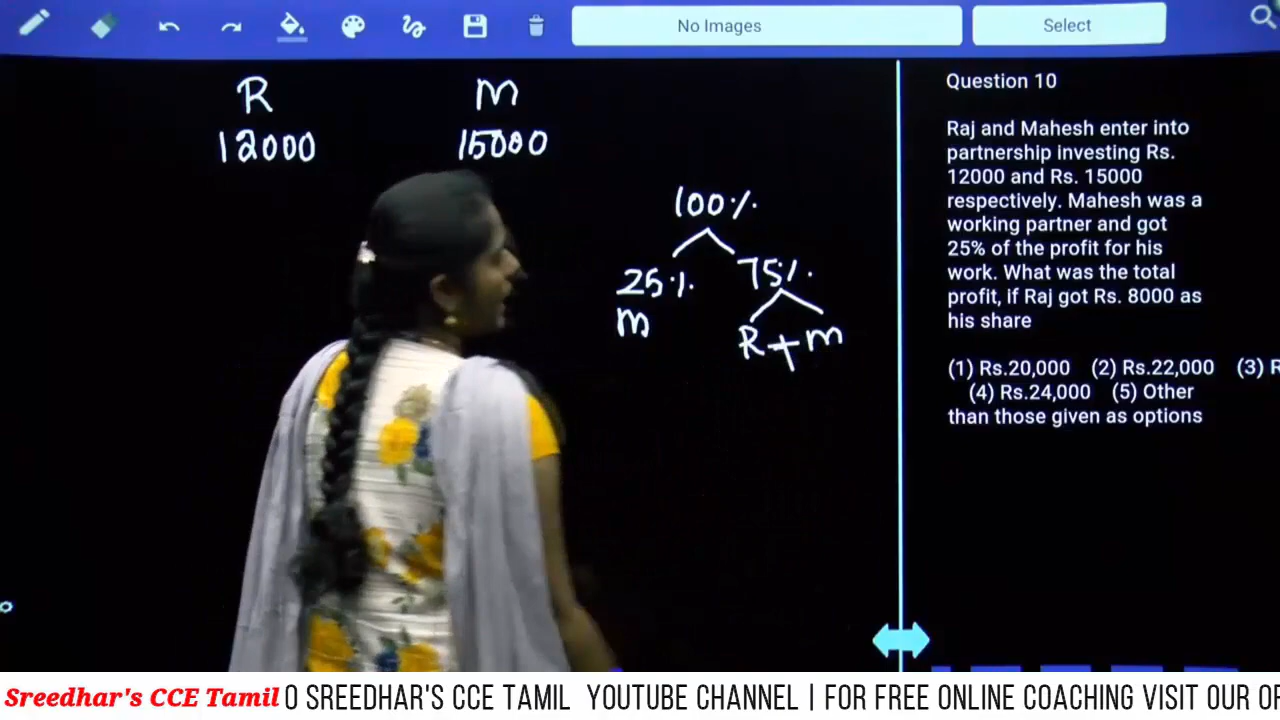 No Images
Select
R
M
12000
15000
100%
25%
75%
m
R + m
Question 10
Raj and Mahesh enter into
partnership investing Rs.
12000 and Rs. 15000
respectively. Mahesh was a
working partner and got
25% of the profit for his
work. What was the total
profit, if Raj got Rs. 8000 as
his share
(1) Rs.20,000 (2) Rs.22,000 (3) R
(4) Rs.24,000 (5) Other
than those given as options
Sreedhar's CCE Tamil
O SREEDHAR'S CCE TAMIL YOUTUBE CHANNEL | FOR FREE ONLINE COACHING VISIT OUR OF